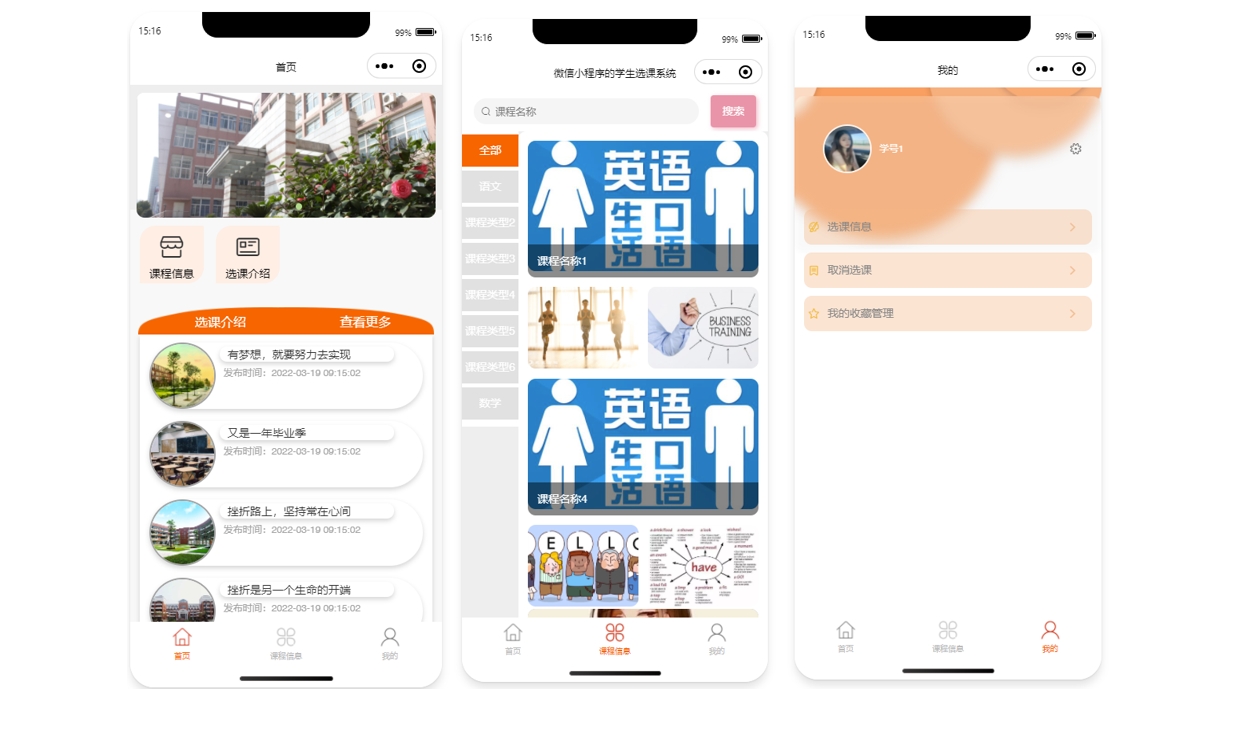 15:16
99%
首页
课程信息
选课介绍
选课介绍
查看更多
有梦想，就要努力去实现
发布时间：2022-03-19 09:15:02
又是一年毕业季
发布时间：2022-03-19 09:15:02
挫折路上，坚持常在心间
发布时间：2022-03-19 09:15:02
挫折是另一个生命的开端
发布时间：2022-03-19 09:15:02
首页
课程信息
我的
15:16
99%
微信小程序的学生选课系统
课程名称
搜索
全部
语文
课程类型2
课程类型3
课程类型4
课程类型5
课程类型6
数学
英语
生口
活语
课程名称1
BUSINESS
TRAINING
英语
生口
活语
课程名称4
ELLO
have
首页
课程信息
我的
15:16
99%
我的
学号1
选课信息
取消选课
我的收藏管理
首页
课程信息
我的